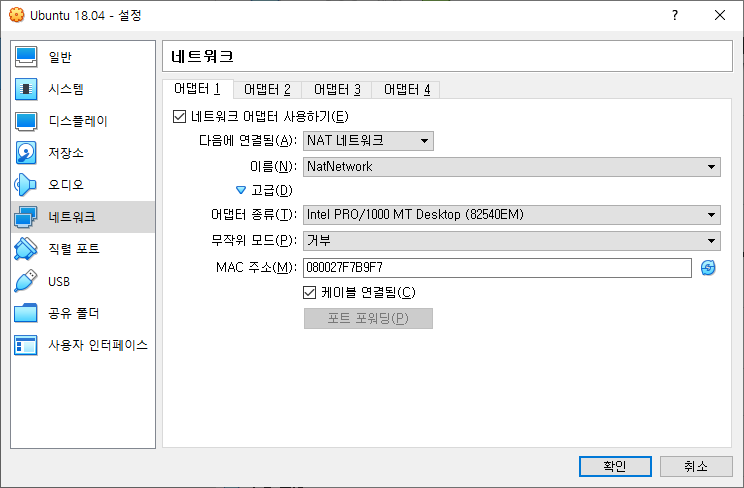 Ubuntu 18.04 - 설정
일반
시스템
디스플레이
저장소
오디오
네트워크
직렬 포트
USB
공유 폴더
사용자 인터페이스
네트워크
어댑터 1 어댑터 2 어댑터 3 어댑터 4
네트워크 어댑터 사용하기(E)
다음에 연결됨(A): NAT 네트워크
이름(N): NatNetwork
고급(D)
어댑터 종류(T): Intel PRO/1000 MT Desktop (82540EM)
무작위 모드(P): 거부
MAC 주소(M): 080027F7B9F7
케이블 연결됨(C)
포트 포워딩(P)
확인 취소